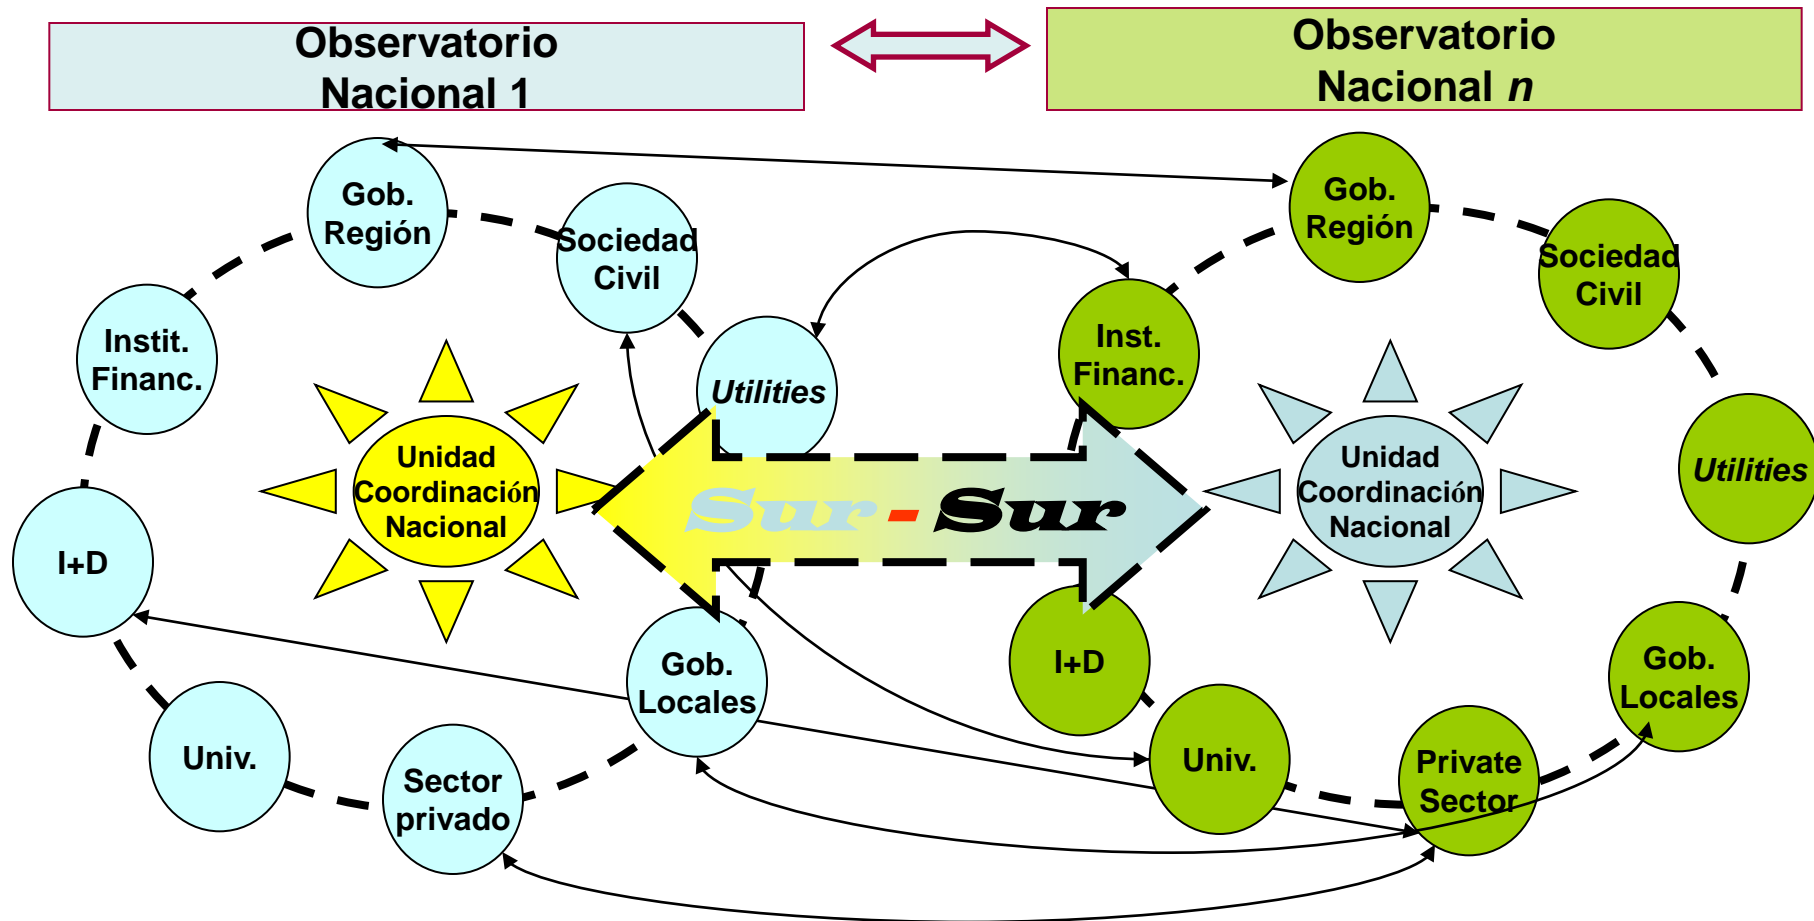 Observatorio
Nacional 1
Observatorio
Nacional n
Gob.
Región
Sociedad
Civil
Instit.
Financ.
Utilities
Unidad
Coordinación
Nacional
I+D
Univ.
Sector
privado
Gob.
Locales
Sur - Sur
Gob.
Región
Sociedad
Civil
Inst.
Financ.
Utilities
Unidad
Coordinación
Nacional
I+D
Univ.
Private
Sector
Gob.
Locales